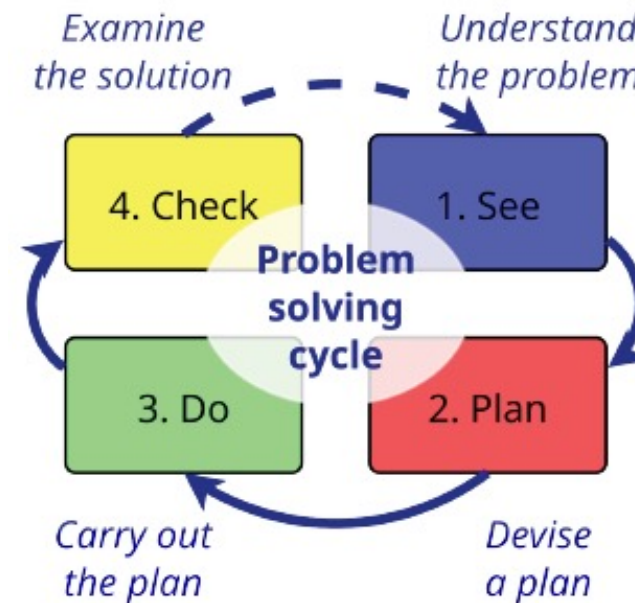 Examine
the solution
Understand
the problem
4. Check
1. See
Problem
solving
cycle
3. Do
2. Plan
Carry out
the plan
Devise
a plan